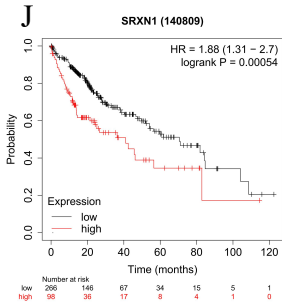 J
SRXN1 (140809)
HR = 1.88 (1.31 − 2.7)
logrank P = 0.00054
Probability
1.0
0.8
0.6
0.4
0.2
0.0
Expression
low
high
0 20 40 60 80 100 120
Time (months)
Number at risk
low 266 146 67 34 15 5 1
high 98 36 17 8 4 1 0